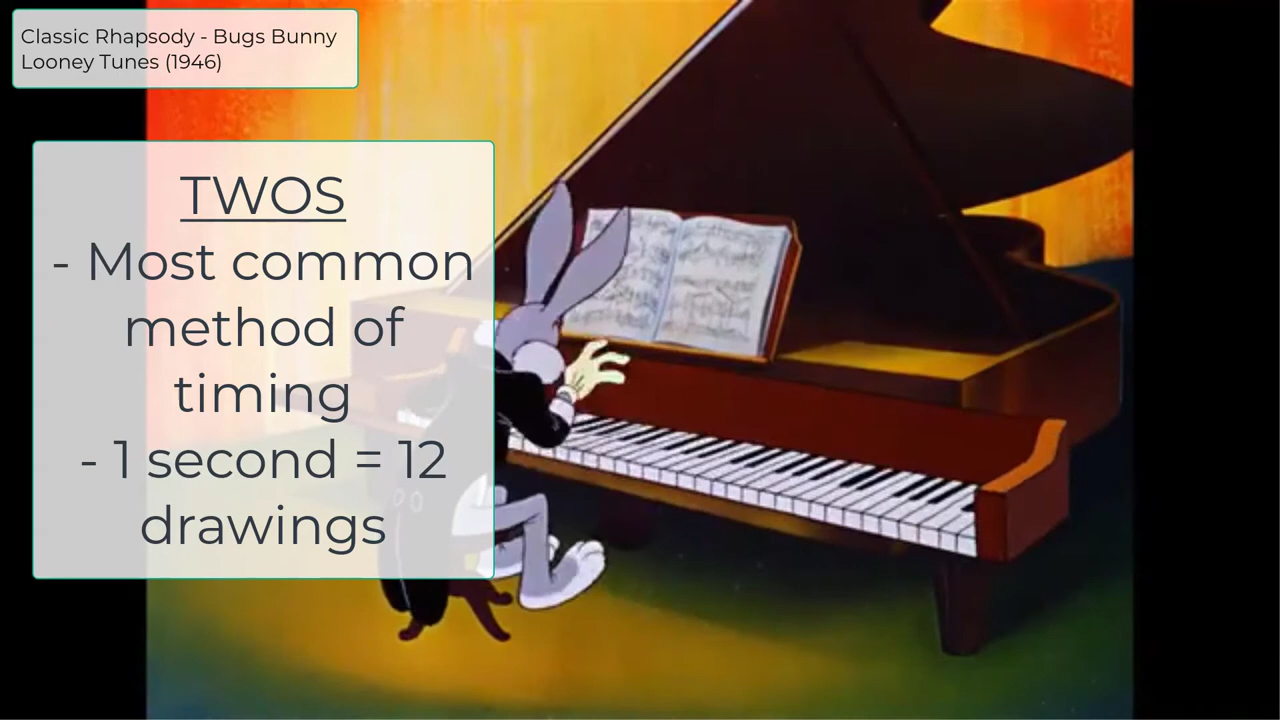 Classic Rhapsody - Bugs Bunny
Looney Tunes (1946)
TWOS
- Most common
method of
timing
- 1 second = 12
drawings